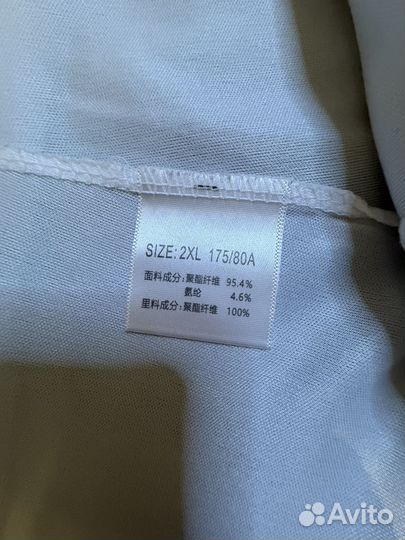 SIZE: 2XL 175/80A
面料成分: 聚酯纤维 95.4%
氨纶 4.6%
里料成分: 聚酯纤维 100%
Avito